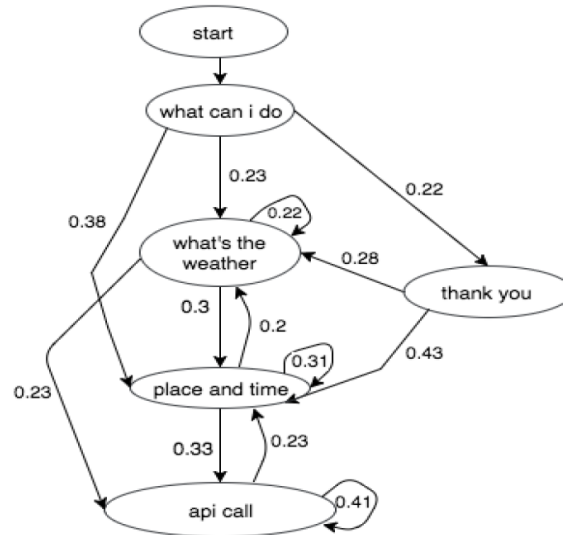 start
what can i do
0.23
0.22
0.38
0.22
what's the
weather
0.28
thank you
0.3
0.2
0.31
0.43
0.23
place and time
0.33
0.23
0.41
api call